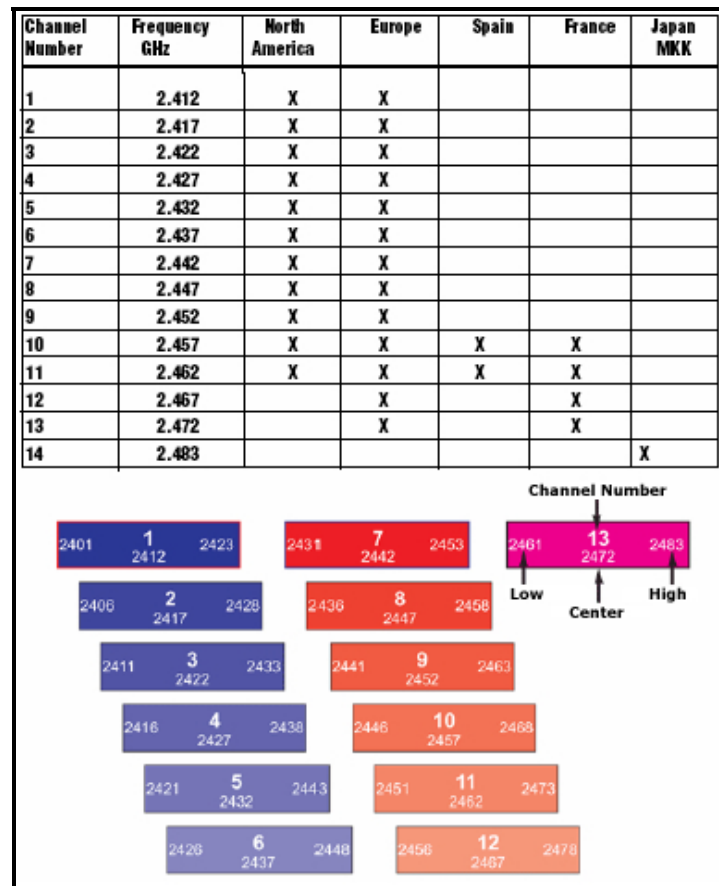 Channel Number Frequency GHz North America Europe Spain France Japan MKK
1 2.412 X X
2 2.417 X X
3 2.422 X X
4 2.427 X X
5 2.432 X X
6 2.437 X X
7 2.442 X X
8 2.447 X X
9 2.452 X X
10 2.457 X X X X
11 2.462 X X X X
12 2.467 X X
13 2.472 X X
14 2.483 X
Channel Number
2401 1 2423 2431 7 2453 2461 13 2483
2412 2442 2472
Low Center High
2406 2 2428 2436 8 2458
2417 2447
2411 3 2433 2441 9 2463
2422 2452
2416 4 2438 2446 10 2468
2427 2457
2421 5 2443 2451 11 2473
2432 2462
2426 6 2448 2456 12 2478
2437 2467